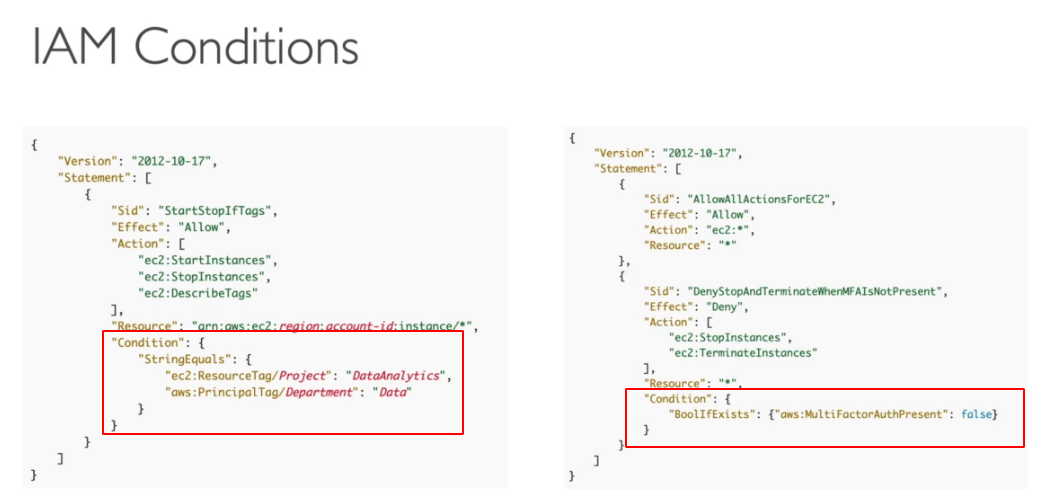 IAM Conditions
{
    "Version": "2012-10-17",
    "Statement": [
        {
            "Sid": "StartStopIfTags",
            "Effect": "Allow",
            "Action": [
                "ec2:StartInstances",
                "ec2:StopInstances",
                "ec2:DescribeTags"
            ],
            "Resource": "arn:aws:ec2:region:account-id:instance/*",
            "Condition": {
                "StringEquals": {
                    "ec2:ResourceTag/Project": "DataAnalytics",
                    "aws:PrincipalTag/Department": "Data"
                }
            }
        }
    ]
}
{
    "Version": "2012-10-17",
    "Statement": [
        {
            "Sid": "AllowAllActionsForEC2",
            "Effect": "Allow",
            "Action": "ec2:*",
            "Resource": "*"
        },
        {
            "Sid": "DenyStopAndTerminateWhenMFAIsNotPresent",
            "Effect": "Deny",
            "Action": [
                "ec2:StopInstances",
                "ec2:TerminateInstances"
            ],
            "Resource": "*",
            "Condition": {
                "BoolIfExists": {"aws:MultiFactorAuthPresent": false}
            }
        }
    ]
}